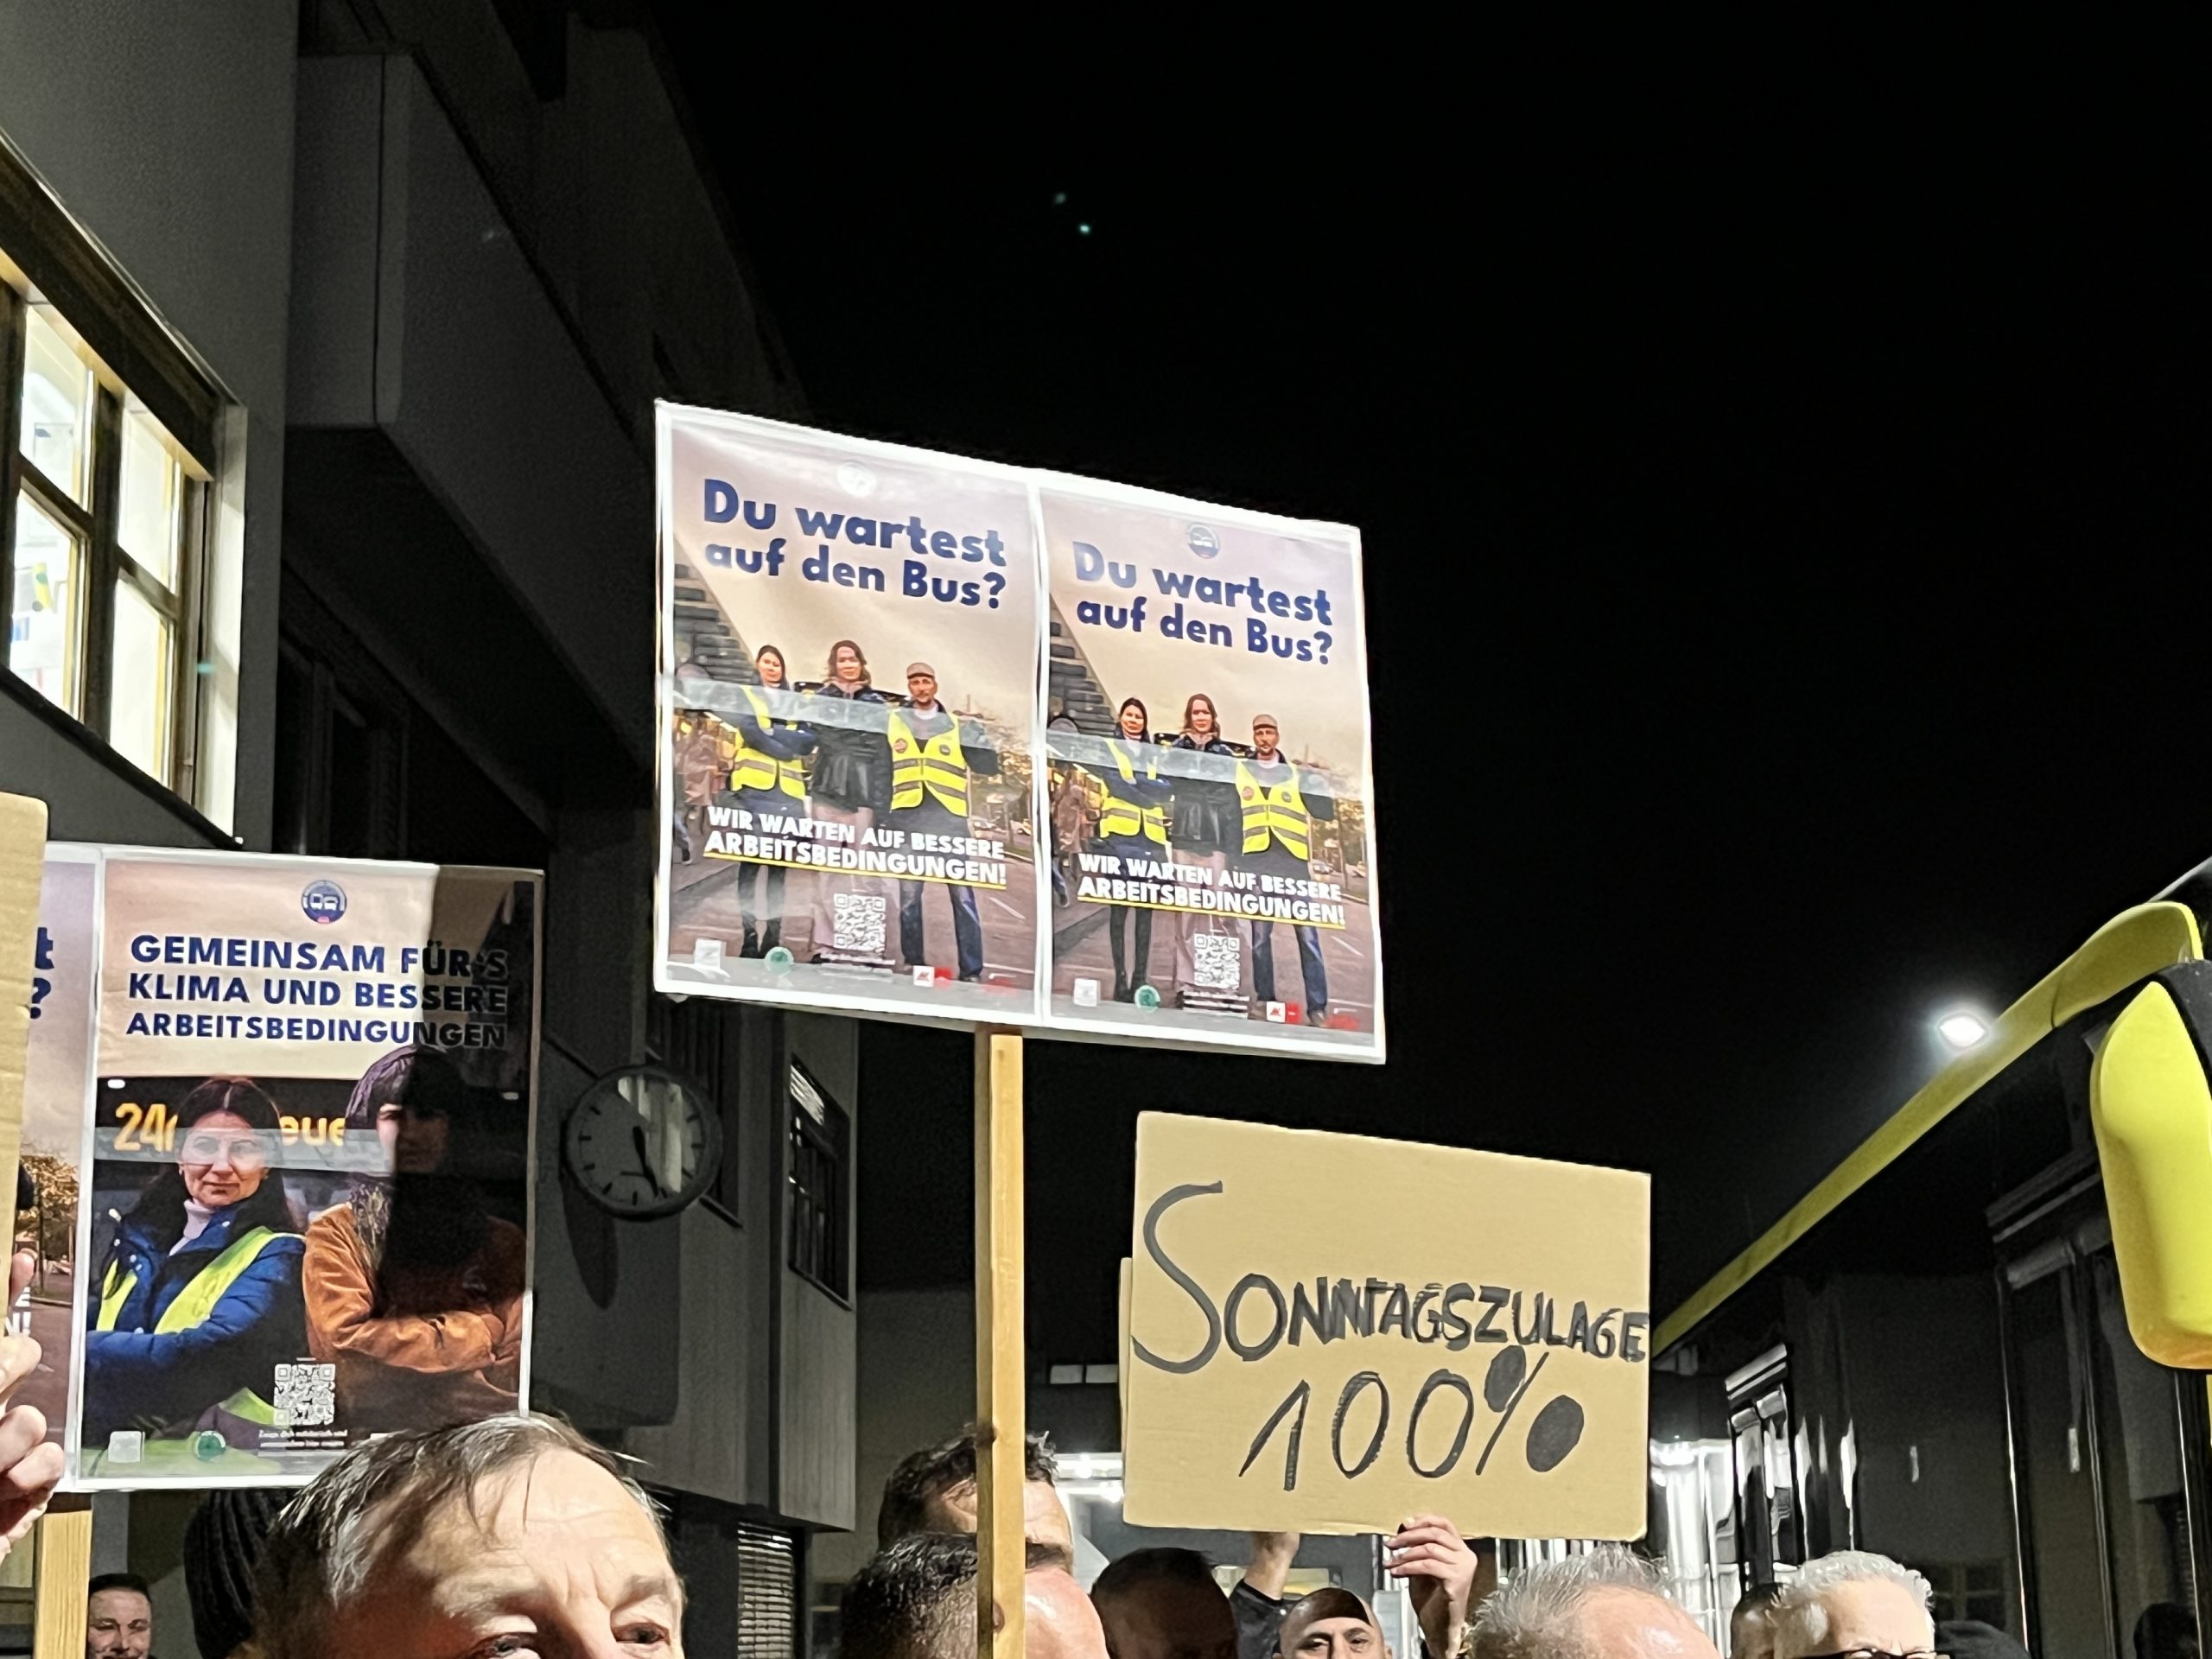 Du wartest
auf den Bus?
WIR WARTEN AUF BESSERE
ARBEITSBEDINGUNGEN!
Du wartest
auf den Bus?
WIR WARTEN AUF BESSERE
ARBEITSBEDINGUNGEN!
GEMEINSAM FÜR'S
KLIMA UND BESSERE
ARBEITSBEDINGUNGEN
SONNTAGSZULAGE
100%